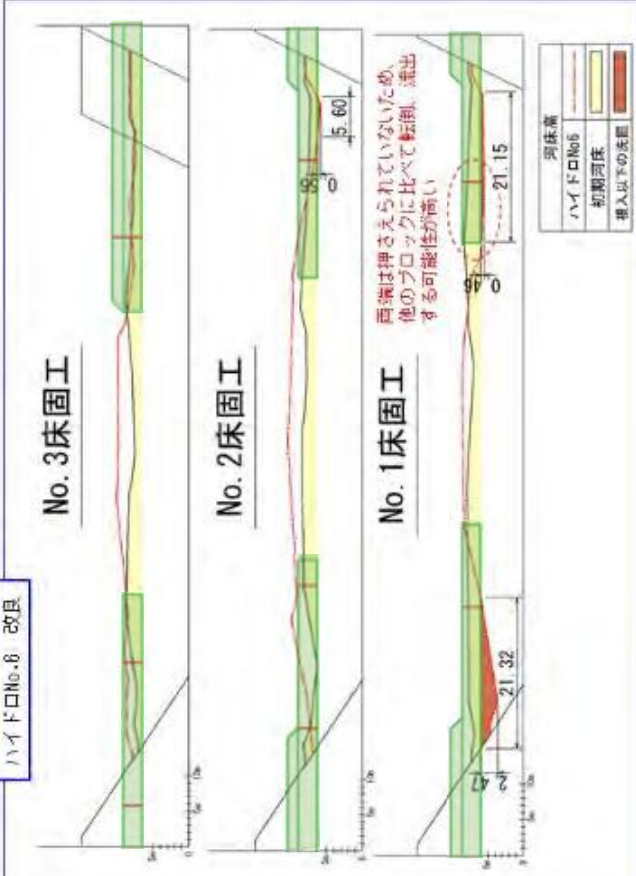 ハイドロNo.6 改良
No. 3床固工
No. 2床固工
5.60
0.56
No. 1床固工
両端は押さえられていないため、
他のブロックに比べて転倒、流出
する可能性が高い
21.15
0.46
21.32
2.47
河床高
ハイドロNo6
初期河床
根入以下の洗掘